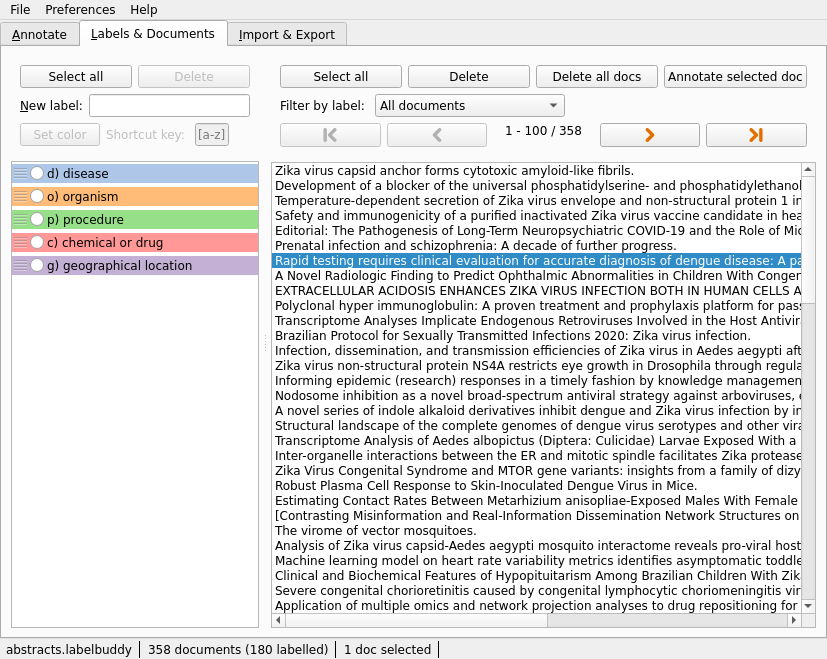 File Preferences Help
Annotate Labels & Documents Import & Export
Select all Delete Select all Delete Delete all docs Annotate selected doc
New label: Filter by label: All documents
Set color Shortcut key: [a-z] 1 - 100 / 358
d) disease
o) organism
p) procedure
c) chemical or drug
g) geographical location
Zika virus capsid anchor forms cytotoxic amyloid-like fibrils.
Development of a blocker of the universal phosphatidylserine- and phosphatidylethanol
Temperature-dependent secretion of Zika virus envelope and non-structural protein 1 in
Safety and immunogenicity of a purified inactivated Zika virus vaccine candidate in hea
Editorial: The Pathogenesis of Long-Term Neuropsychiatric COVID-19 and the Role of Mic
Prenatal infection and schizophrenia: A decade of further progress.
Rapid testing requires clinical evaluation for accurate diagnosis of dengue disease: A pa
A Novel Radiologic Finding to Predict Ophthalmic Abnormalities in Children With Conger
EXTRACELLULAR ACIDOSIS ENHANCES ZIKA VIRUS INFECTION BOTH IN HUMAN CELLS A
Polyclonal hyper immunoglobulin: A proven treatment and prophylaxis platform for pass
Transcriptome Analyses Implicate Endogenous Retroviruses Involved in the Host Antivir
Brazilian Protocol for Sexually Transmitted Infections 2020: Zika virus infection.
Infection, dissemination, and transmission efficiencies of Zika virus in Aedes aegypti aft
Zika virus non-structural protein NS4A restricts eye growth in Drosophila through regula
Informing epidemic (research) responses in a timely fashion by knowledge managemen
Nodosome inhibition as a novel broad-spectrum antiviral strategy against arboviruses, e
A novel series of indole alkaloid derivatives inhibit dengue and Zika virus infection by in
Structural landscape of the complete genomes of dengue virus serotypes and other vira
Transcriptome Analysis of Aedes albopictus (Diptera: Culicidae) Larvae Exposed With a
Inter-organelle interactions between the ER and mitotic spindle facilitates Zika protease
Zika Virus Congenital Syndrome and MTOR gene variants: insights from a family of dizy
Robust Plasma Cell Response to Skin-Inoculated Dengue Virus in Mice.
Estimating Contact Rates Between Metarhizium anisopliae-Exposed Males With Female
[Contrasting Misinformation and Real-Information Dissemination Network Structures on
The virome of vector mosquitoes.
Analysis of Zika virus capsid-Aedes aegypti mosquito interactome reveals pro-viral host
Machine learning model on heart rate variability metrics identifies asymptomatic toddle
Clinical and Biochemical Features of Hypopituitarism Among Brazilian Children With Zik
Severe congenital chorioretinitis caused by congenital lymphocytic choriomeningitis vir
Application of multiple omics and network projection analyses to drug repositioning for
abstracts.labelbuddy 358 documents (180 labelled) 1 doc selected